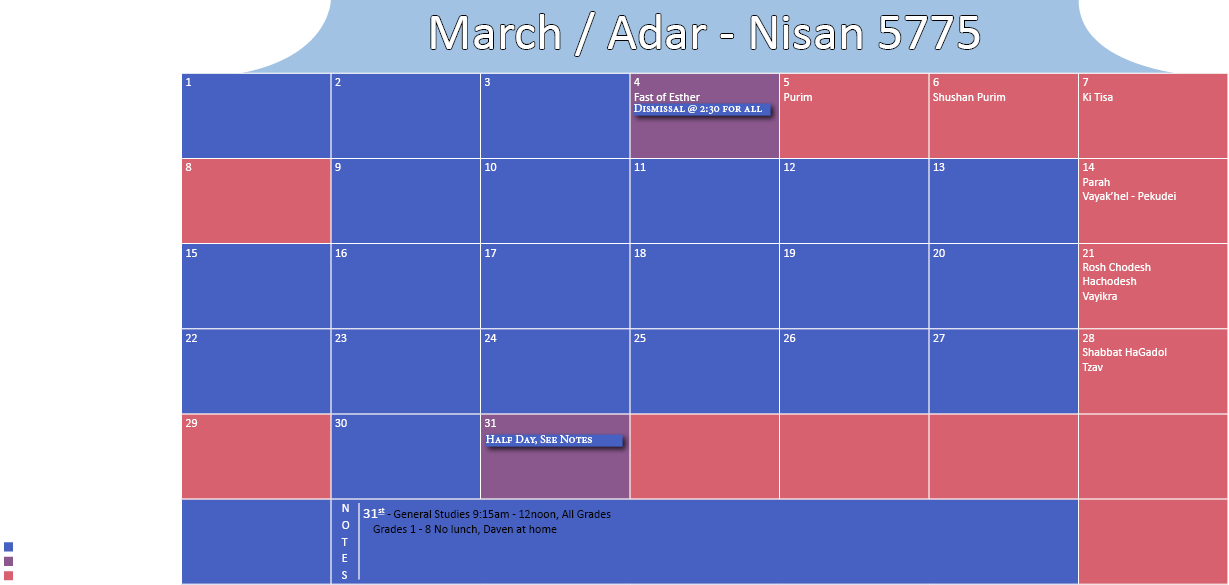 March / Adar - Nisan 5775
1
2
3
4
Fast of Esther
Dismissal @ 2:30 for all
5
Purim
6
Shushan Purim
7
Ki Tisa
8
9
10
11
12
13
14
Parah
Vayak’hel - Pekudei
15
16
17
18
19
20
21
Rosh Chodesh
Hachodesh
Vayikra
22
23
24
25
26
27
28
Shabbat HaGadol
Tzav
29
30
31
Half Day, See Notes
NOTES
31st - General Studies 9:15am - 12noon, All Grades
Grades 1 - 8 No lunch, Daven at home